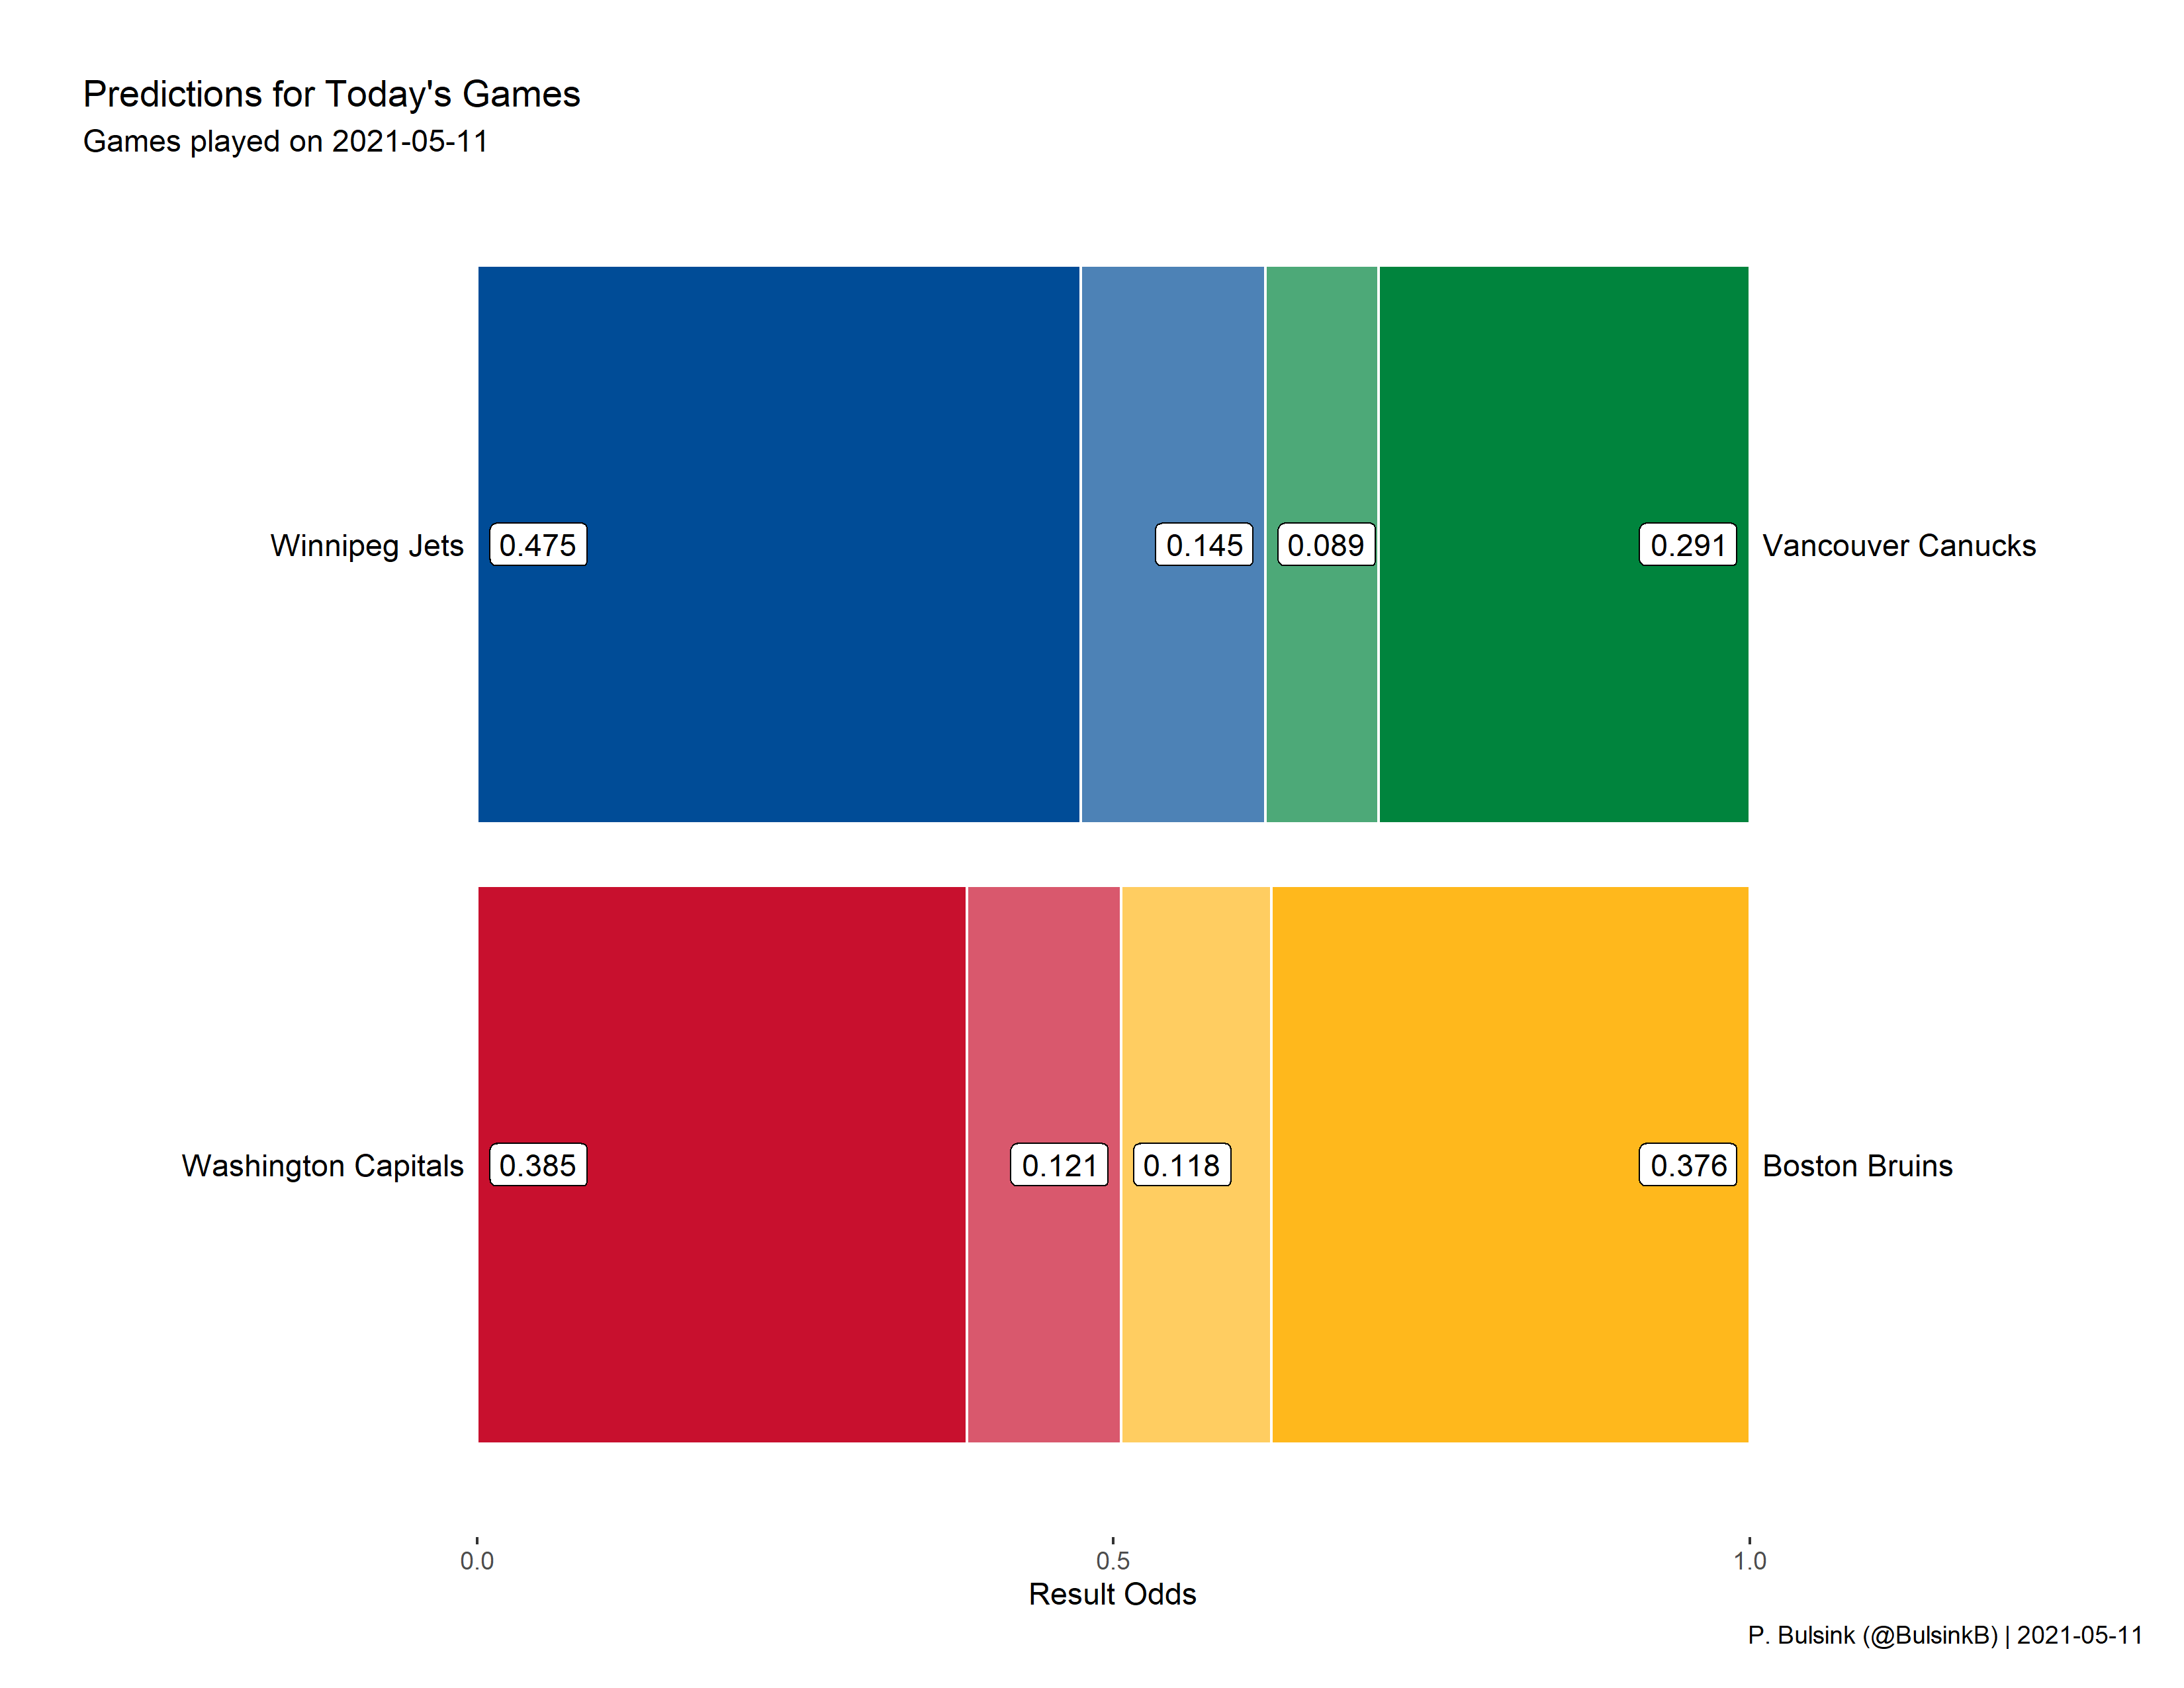 Predictions for Today's Games
Games played on 2021-05-11
Winnipeg Jets 0.475 0.145 0.089 0.291 Vancouver Canucks
Washington Capitals 0.385 0.121 0.118 0.376 Boston Bruins
0.0 0.5 1.0
Result Odds
P. Bulsink (@BulsinkB) | 2021-05-11